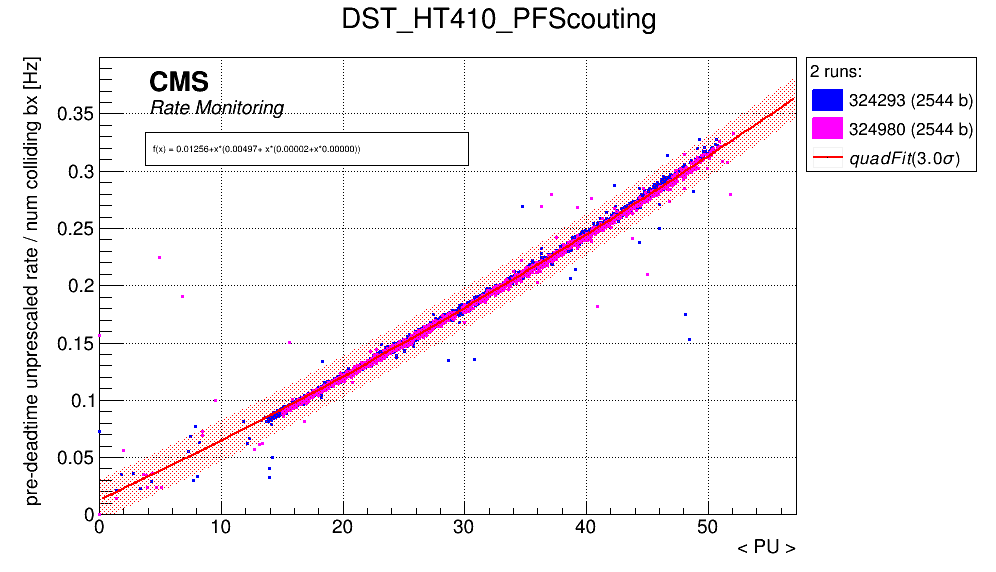 DST_HT410_PFScouting
pre-deadtime unprescaled rate / num colliding bx [Hz]
CMS
Rate Monitoring
f(x) = 0.01256+x*(0.00497+ x*(0.00002+x*0.00000))
2 runs:
324293 (2544 b)
324980 (2544 b)
quadFit(3.0σ)
0.35
0.3
0.25
0.2
0.15
0.1
0.05
0
0 10 20 30 40 50
< PU >